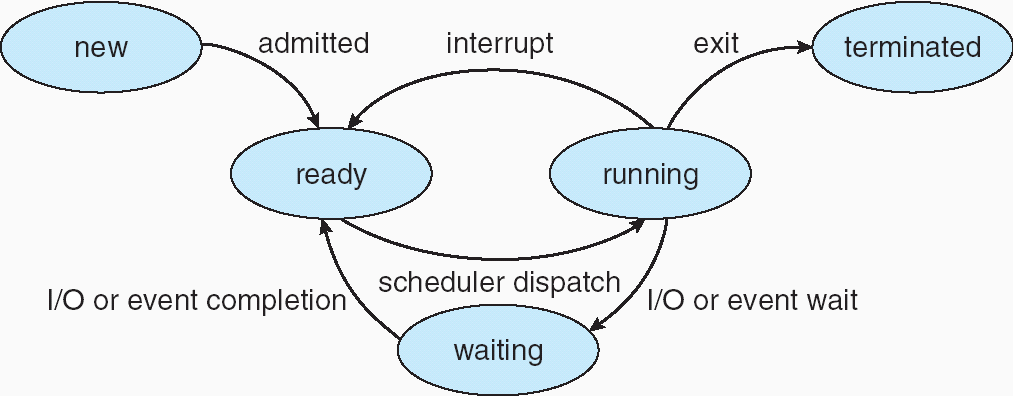 new
admitted
interrupt
exit
terminated
ready
running
scheduler dispatch
I/O or event completion
I/O or event wait
waiting